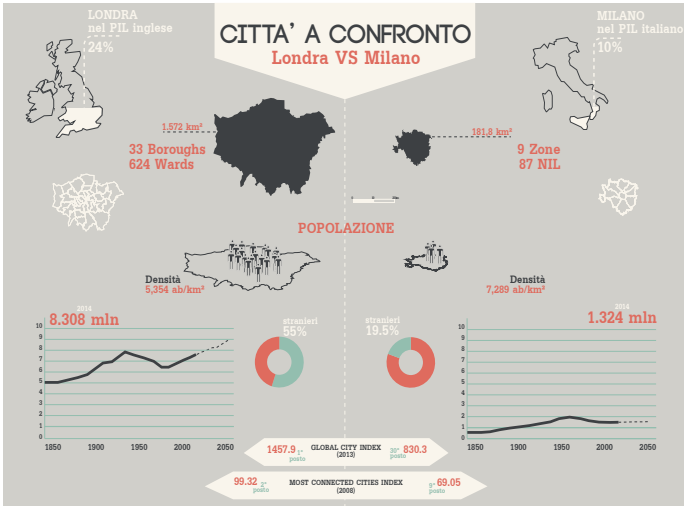 LONDRA
nel PIL inglese
24%
CITTA' A CONFRONTO
Londra VS Milano
MILANO
nel PIL italiano
10%
1.572 km²
33 Boroughs
624 Wards
181,8 km²
9 Zone
87 NIL
POPOLAZIONE
Densità
5,354 ab/km²
Densità
7,289 ab/km²
2014
8.308 mln
10
9
8
7
6
5
4
3
2
1
0
1850 1900 1950 2000 2050
stranieri
55%
stranieri
19.5%
2014
1.324 mln
10
9
8
7
6
5
4
3
2
1
0
1850 1900 1950 2000 2050
1457.9 1° posto
GLOBAL CITY INDEX
(2013)
30° posto 830.3
99.32 2° posto
MOST CONNECTED CITIES INDEX
(2008)
posto 69.05